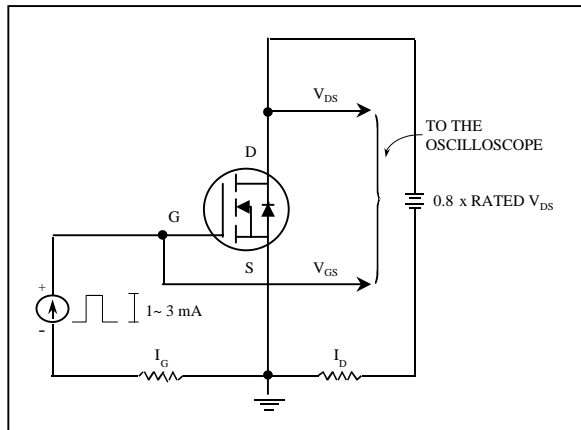 V_DS
TO THE
OSCILLOSCOPE
D
0.8 x RATED V_DS
G
S
V_GS
+
1~ 3 mA
-
I_G
I_D